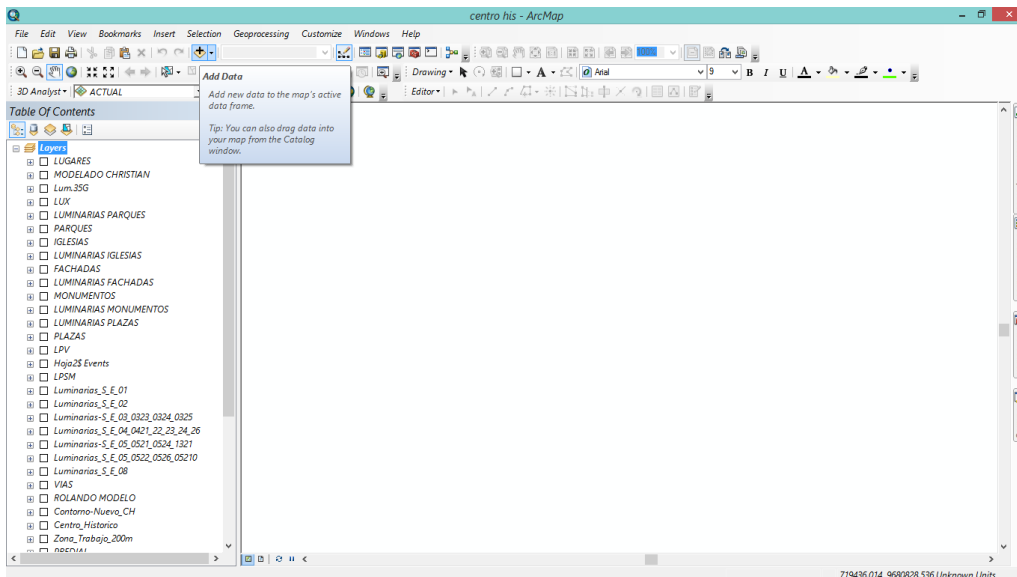 centro his - ArcMap
File Edit View Bookmarks Insert Selection Geoprocessing Customize Windows Help
100%
Drawing A Arial 9 B I U A
3D Analyst ACTUAL Editor
Add Data
Add new data to the map's active
data frame.
Tip: You can also drag data into
your map from the Catalog
window.
Table Of Contents
Layers
LUGARES
MODELADO CHRISTIAN
Lum.35G
LUX
LUMINARIAS PARQUES
PARQUES
IGLESIAS
LUMINARIAS IGLESIAS
FACHADAS
LUMINARIAS FACHADAS
MONUMENTOS
LUMINARIAS MONUMENTOS
LUMINARIAS PLAZAS
PLAZAS
LPV
Hoja2$ Events
LPSM
Luminarias_S_E_01
Luminarias_S_E_02
Luminarias-S_E_03_0323_0324_0325
Luminarias_S_E_04_0421_22_23_24_26
Luminarias-S_E_05_0521_0524_1321
Luminarias_S_E_05_0522_0526_05210
Luminarias_S_E_08
VIAS
ROLANDO MODELO
Contorno-Nuevo_CH
Centro_Historico
Zona_Trabajo_200m
PREDIAL
719436.014 9680828.536 Unknown Units